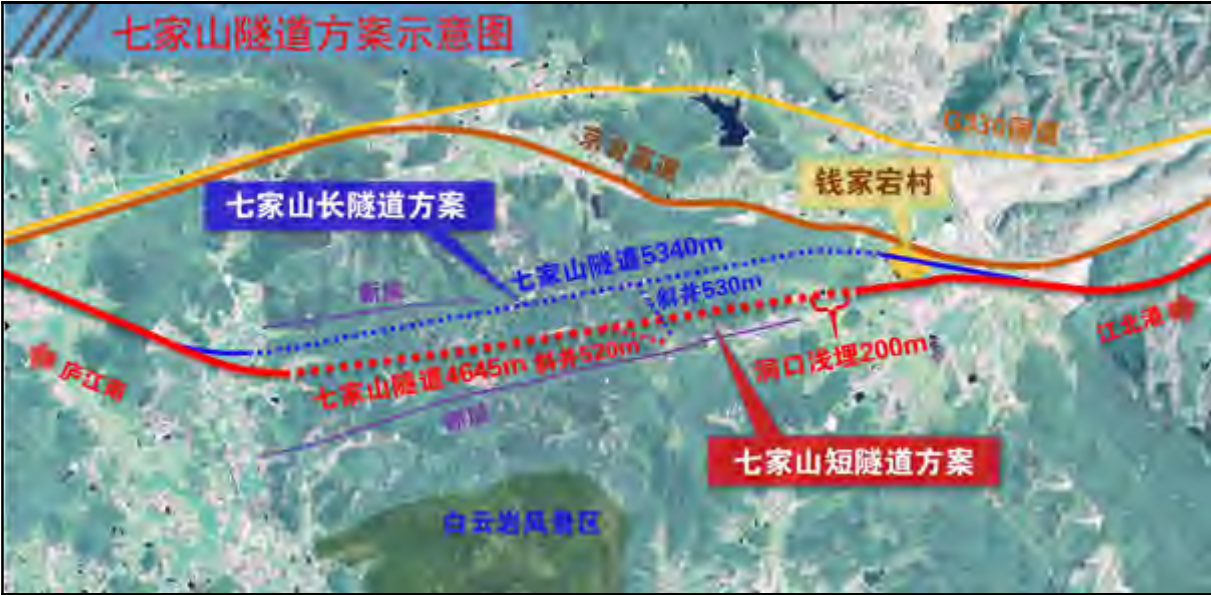 七家山隧道方案示意图
G330国道
京台高速
钱家宕村
七家山长隧道方案
七家山隧道5340m
断层
斜井530m
江北港
庐江南
七家山隧道4645m
斜井520m
洞口浅埋200m
断层
七家山短隧道方案
白云岩风景区